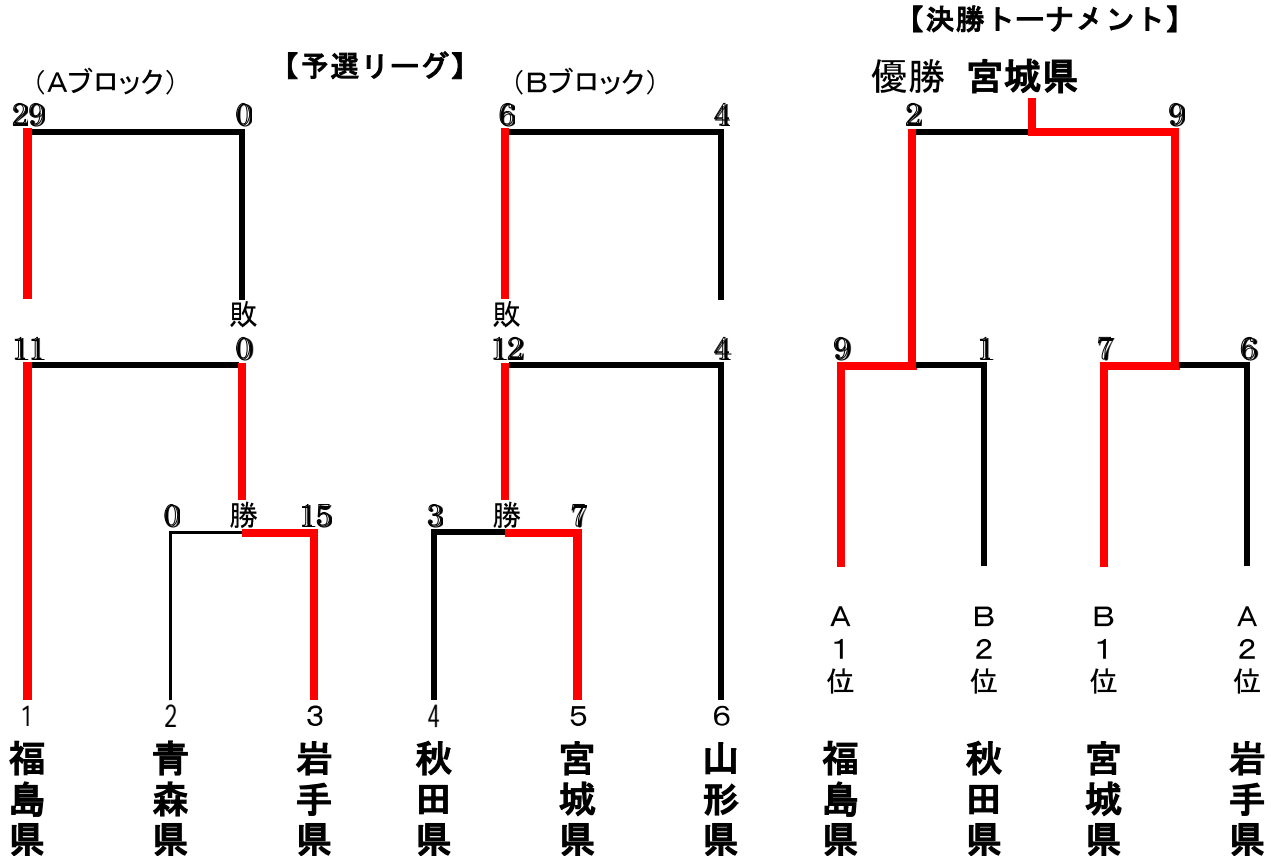 【決勝トーナメント】
【予選リーグ】
(Aブロック)
(Bブロック)
優勝 宮城県
29 0 6 4 2 9
敗 敗
11 0 12 4 9 1 7 6
0 勝 15 3 勝 7
A1位 B2位 B1位 A2位
1 2 3 4 5 6
福島県 青森県 岩手県 秋田県 宮城県 山形県 福島県 秋田県 宮城県 岩手県